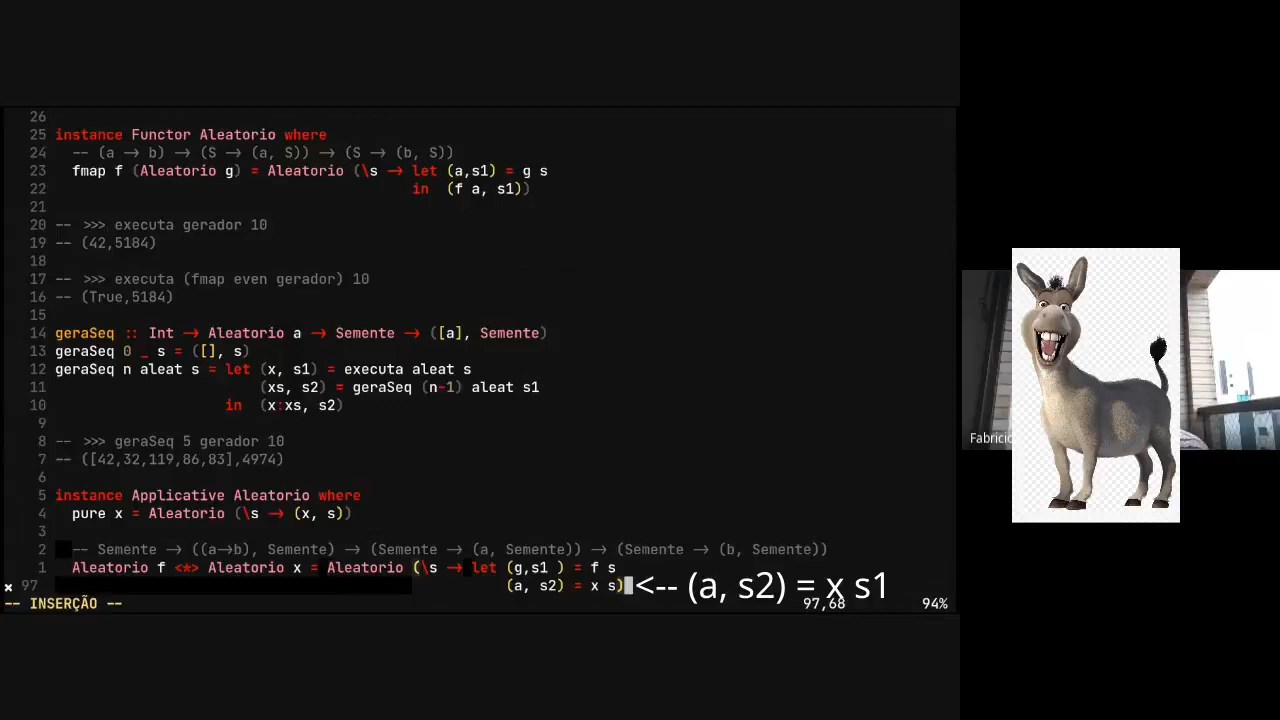 26
25 instance Functor Aleatorio where
24 -- (a → b) → (S → (a, S)) → (S → (b, S))
23 fmap f (Aleatorio g) = Aleatorio (\s → let (a,s1) = g s
22 in (f a, s1))
21
20 -- >>> executa gerador 10
19 -- (42,5184)
18
17 -- >>> executa (fmap even gerador) 10
16 -- (True,5184)
15
14 geraSeq :: Int → Aleatorio a → Semente → ([a], Semente)
13 geraSeq 0 _ s = ([], s)
12 geraSeq n aleat s = let (x, s1) = executa aleat s
11 (xs, s2) = geraSeq (n-1) aleat s1
10 in (x:xs, s2)
9
8 -- >>> geraSeq 5 gerador 10
7 -- ([42,32,119,86,83],4974)
6
5 instance Applicative Aleatorio where
4 pure x = Aleatorio (\s → (x, s))
3
2 -- Semente → ((a→b), Semente) → (Semente → (a, Semente)) → (Semente → (b, Semente))
1 Aleatorio f <*> Aleatorio x = Aleatorio (\s → let (g,s1 ) = f s
× 97 (a, s2) = x s) <-- (a, s2) = x s1
-- INSERÇÃO -- 97,68 94%
Fabricio